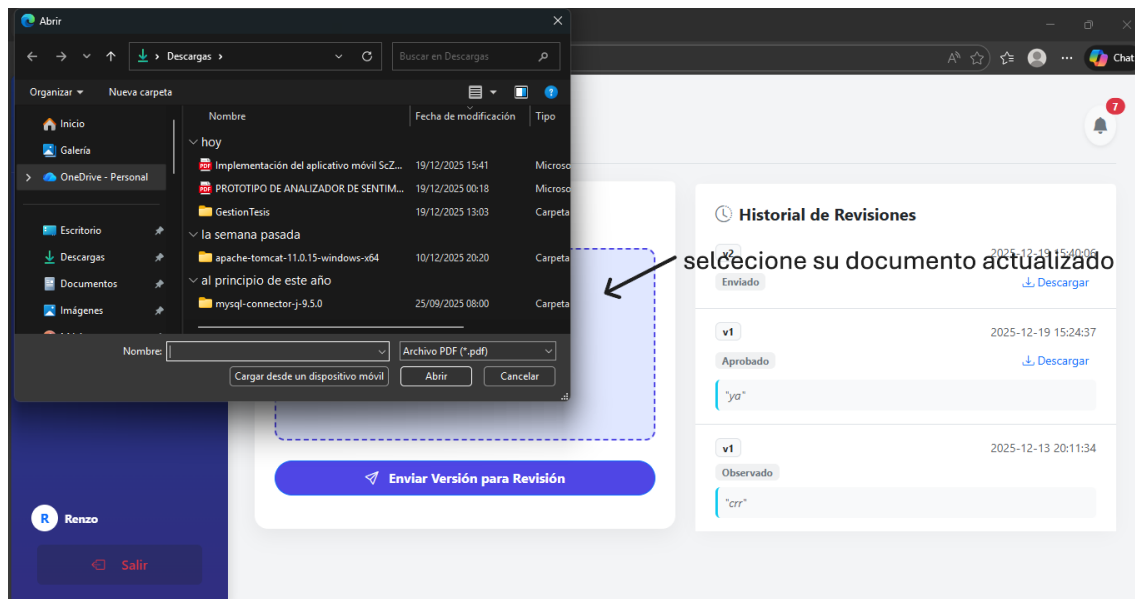 Abrir
Descargas
Buscar en Descargas
Chat
Organizar
Nueva carpeta
7
Inicio
Galería
OneDrive - Personal
Escritorio
Descargas
Documentos
Imágenes
Nombre
Fecha de modificación
Tipo
hoy
PDF Implementación del aplicativo móvil ScZ... 19/12/2025 15:41 Microso
PDF PROTOTIPO DE ANALIZADOR DE SENTIM... 19/12/2025 00:18 Microso
GestionTesis 19/12/2025 13:03 Carpeta
la semana pasada
apache-tomcat-11.0.15-windows-x64 10/12/2025 20:20 Carpeta
al principio de este año
mysql-connector-j-9.5.0 25/09/2025 08:00 Carpeta
Nombre:
Archivo PDF (*.pdf)
Cargar desde un dispositivo móvil
Abrir
Cancelar
Enviar Versión para Revisión
R Renzo
Salir
Historial de Revisiones
v2 2025-12-19 15:40:06
selcecione su documento actualizado
Enviado Descargar
v1 2025-12-19 15:24:37
Aprobado Descargar
"ya"
v1 2025-12-13 20:11:34
Observado
"crr"